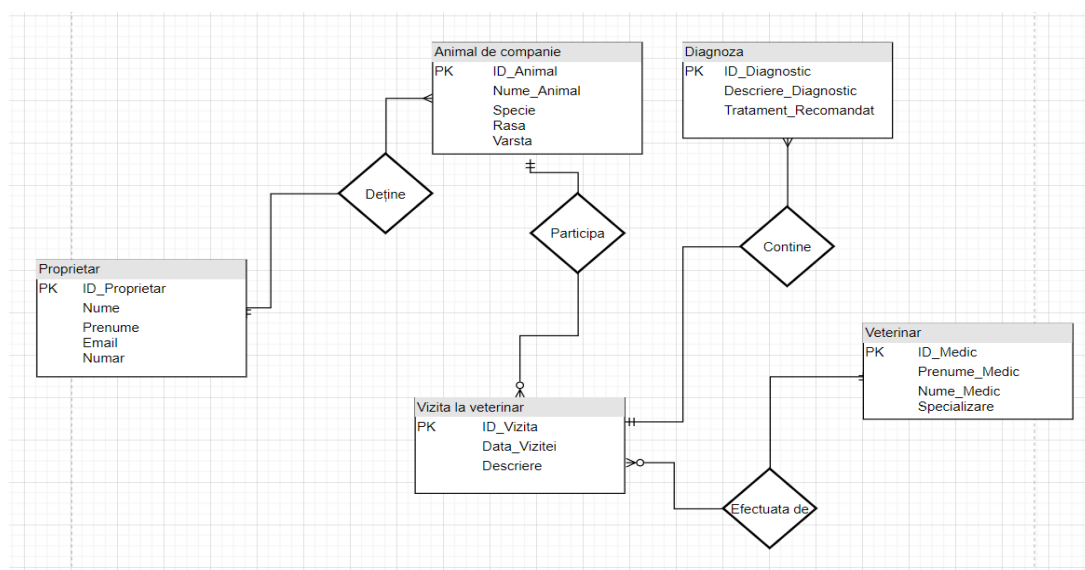 Animal de companie
PK ID_Animal
Nume_Animal
Specie
Rasa
Varsta
Diagnoza
PK ID_Diagnostic
Descriere_Diagnostic
Tratament_Recomandat
Deține
Participa
Contine
Proprietar
PK ID_Proprietar
Nume
Prenume
Email
Numar
Veterinar
PK ID_Medic
Prenume_Medic
Nume_Medic
Specializare
Vizita la veterinar
PK ID_Vizita
Data_Vizitei
Descriere
Efectuata de